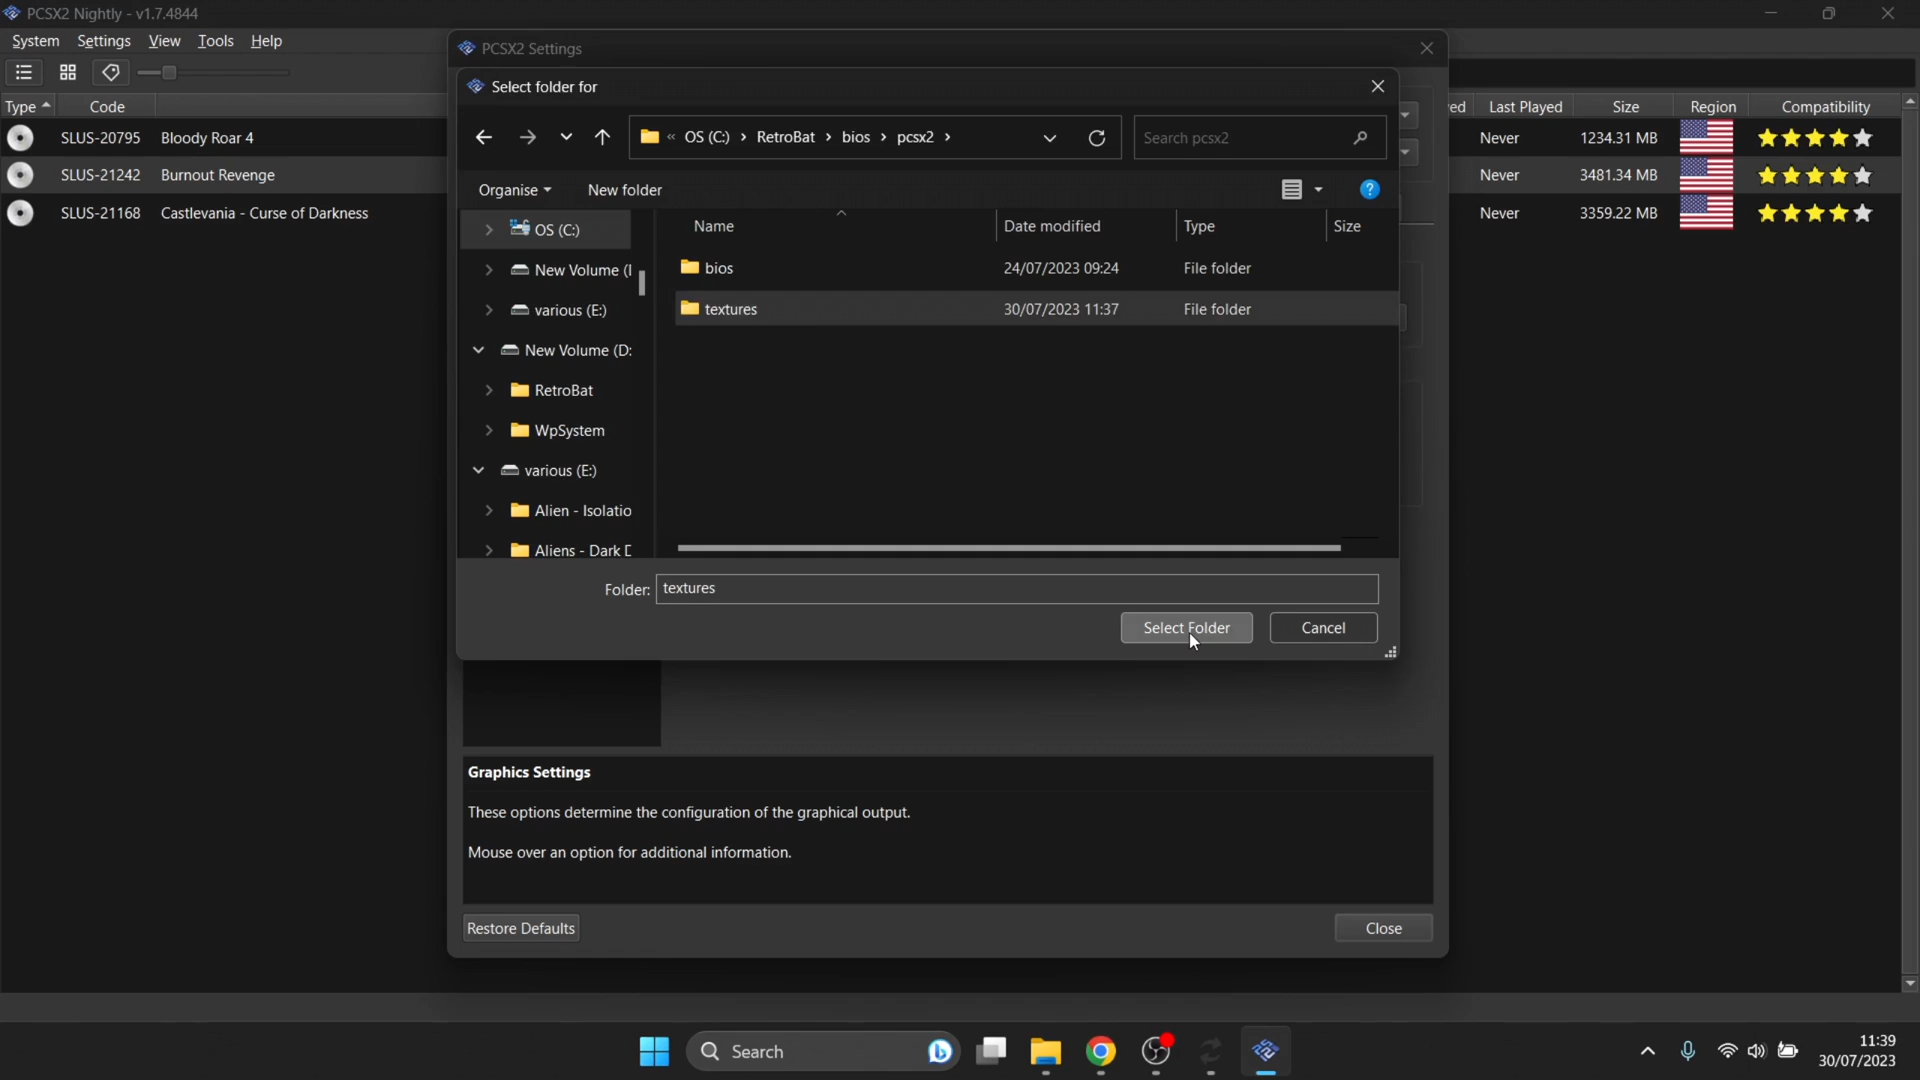 PCSX2 Nightly - v1.7.4844
System Settings View Tools Help
Type Code
SLUS-20795 Bloody Roar 4
SLUS-21242 Burnout Revenge
SLUS-21168 Castlevania - Curse of Darkness
PCSX2 Settings
Select folder for
« OS (C:) › RetroBat › bios › pcsx2 ›
Search pcsx2
Organise New folder
?
OS (C:)
New Volume (
various (E:)
New Volume (D:
RetroBat
WpSystem
various (E:)
Alien - Isolatio
Aliens - Dark
Name Date modified Type Size
bios 24/07/2023 09:24 File folder
textures 30/07/2023 11:37 File folder
Folder: textures
Select Folder Cancel
Graphics Settings
These options determine the configuration of the graphical output.
Mouse over an option for additional information.
Restore Defaults Close
ed Last Played Size Region Compatibility
Never 1234.31 MB
Never 3481.34 MB
Never 3359.22 MB
Search
11:39
30/07/2023